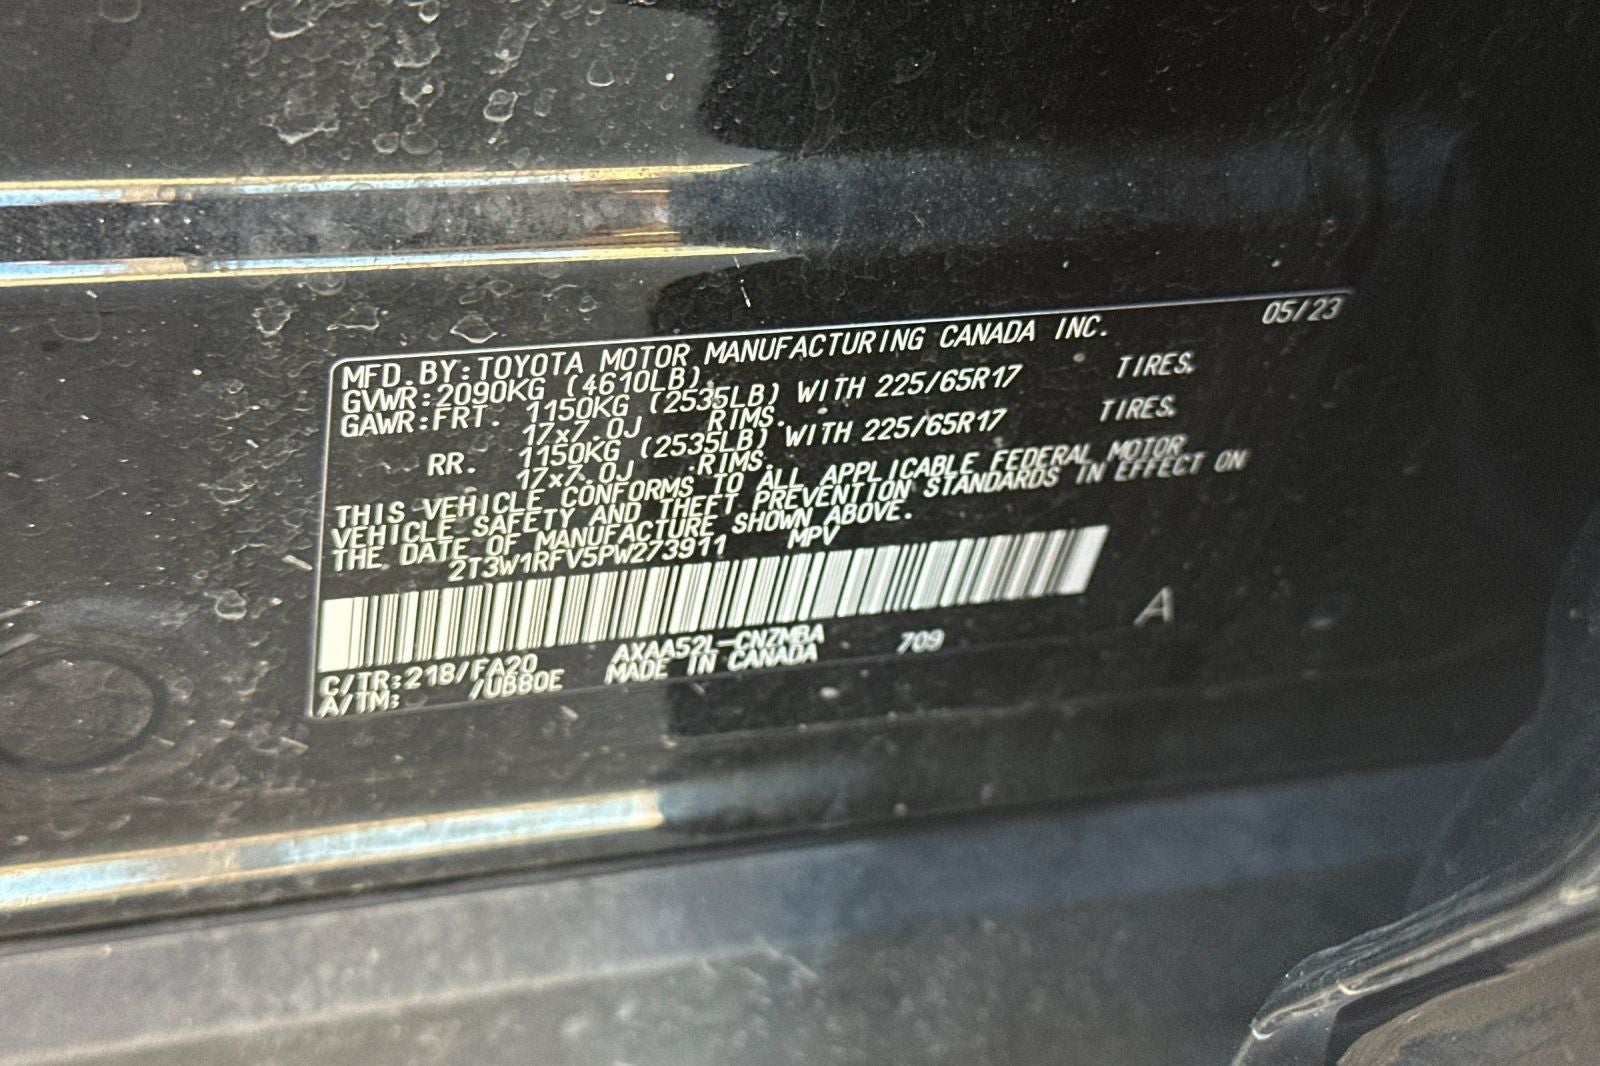 05/23
MFD.BY:TOYOTA MOTOR MANUFACTURING CANADA INC.
GVWR:2090KG (4610LB)
GAWR:FRT. 1150KG (2535LB) WITH 225/65R17 TIRES.
17x7.0J RIMS.
RR. 1150KG (2535LB) WITH 225/65R17 TIRES.
17x7.0J RIMS.
THIS VEHICLE CONFORMS TO ALL APPLICABLE FEDERAL MOTOR
VEHICLE SAFETY AND THEFT PREVENTION STANDARDS IN EFFECT ON
THE DATE OF MANUFACTURE SHOWN ABOVE.
2T3W1RFV5PW273911 MPV
A
C/TR:218/FA20 AXAA52L-CNZMBA 709
A/TM: /UB80E MADE IN CANADA